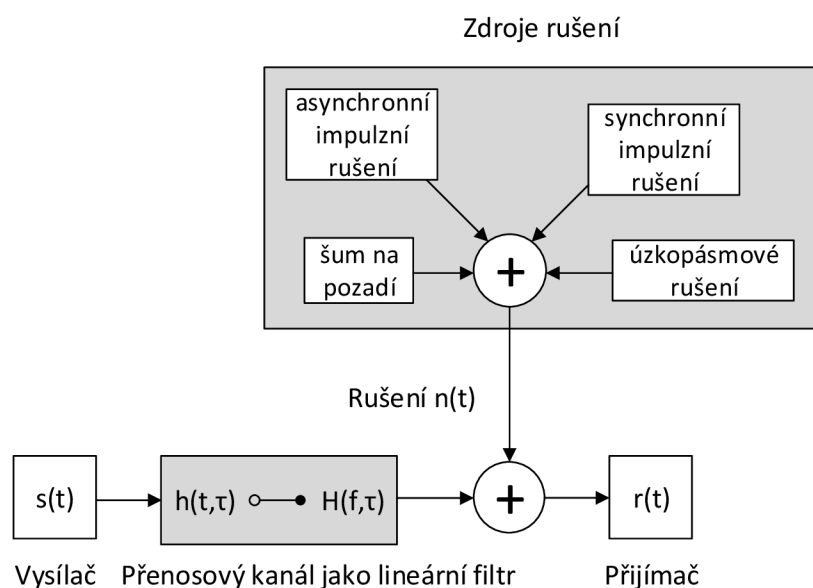 Zdroje rušení
asynchronní
impulzní
rušení
synchronní
impulzní
rušení
šum na
pozadí
+
úzkopásmové
rušení
Rušení n(t)
s(t)
h(t,τ)
H(f,τ)
+
r(t)
Vysílač
Přenosový kanál jako lineární filtr
Přijímač